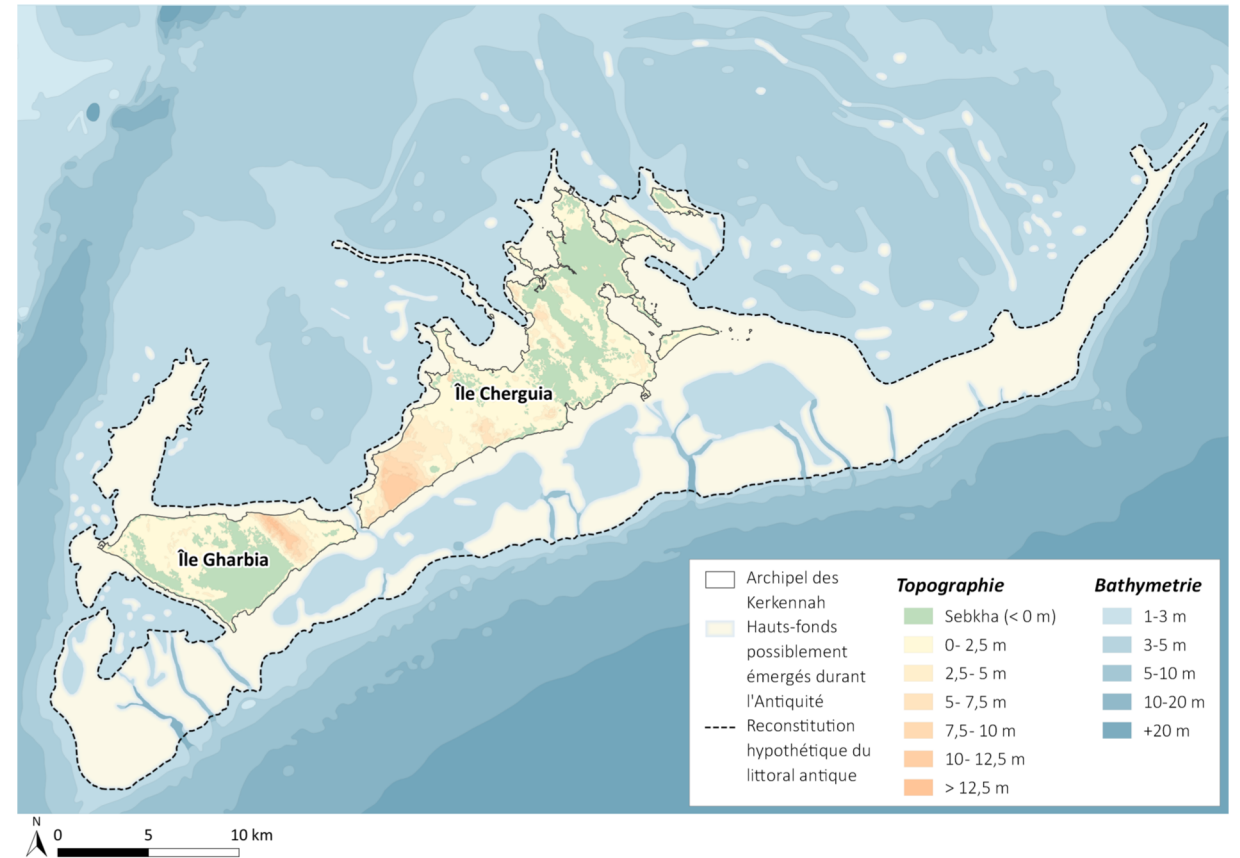 Île Cherguia
Île Gharbia
Archipel des
Kerkennah
Hauts-fonds
possiblement
émergés durant
l'Antiquité
Reconstitution
hypothétique du
littoral antique
Topographie
Sebkha (< 0 m)
0- 2,5 m
2,5- 5 m
5- 7,5 m
7,5- 10 m
10- 12,5 m
> 12,5 m
Bathymetrie
1-3 m
3-5 m
5-10 m
10-20 m
+20 m
N
0 5 10 km